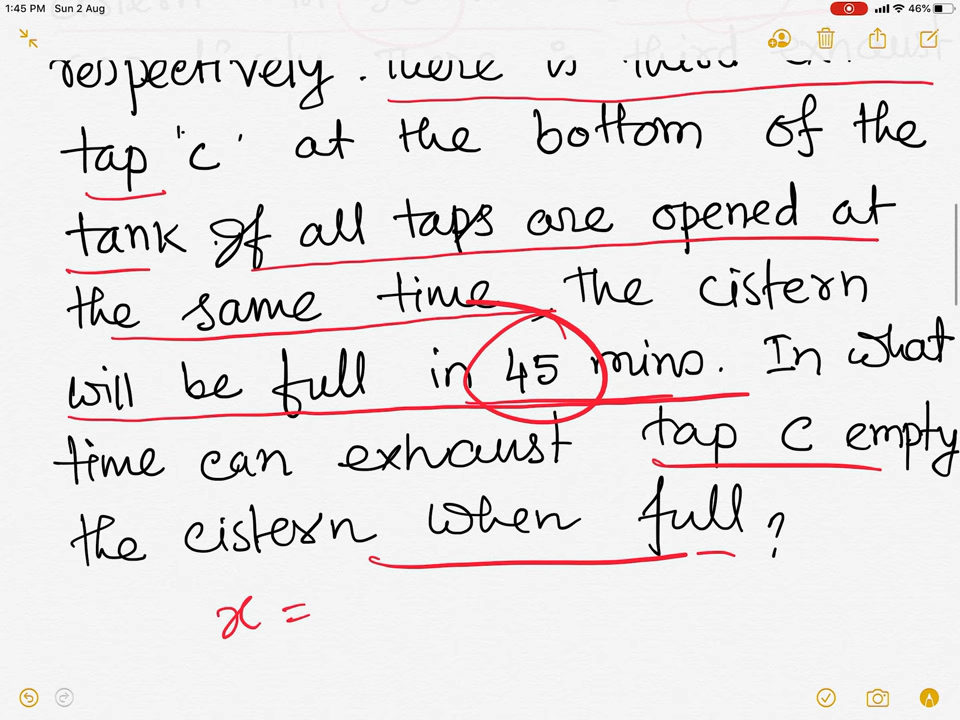 1:45 PM Sun 2 Aug 46%
respectively. There is third
tap 'c' at the bottom of the
tank If all taps are opened at
the same time, the cistern
will be full in 45 mins. In what
time can exhaust tap C empty
the cistern when full?
x =